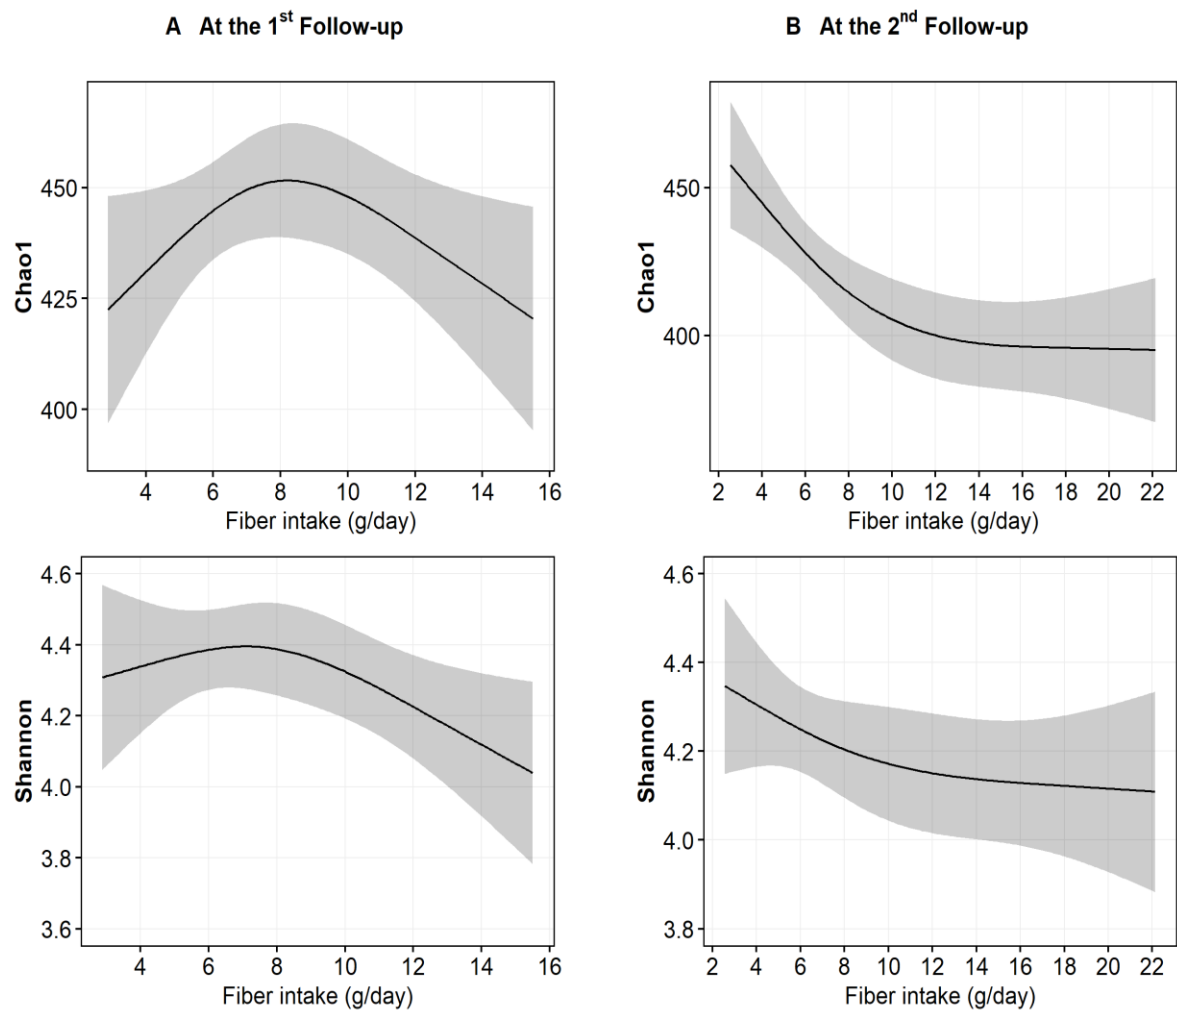 A At the 1st Follow-up
B At the 2nd Follow-up
Chao1
450
425
400
4 6 8 10 12 14 16
Fiber intake (g/day)
Chao1
450
400
2 4 6 8 10 12 14 16 18 20 22
Fiber intake (g/day)
Shannon
4.6
4.4
4.2
4.0
3.8
3.6
4 6 8 10 12 14 16
Fiber intake (g/day)
Shannon
4.6
4.4
4.2
4.0
3.8
2 4 6 8 10 12 14 16 18 20 22
Fiber intake (g/day)